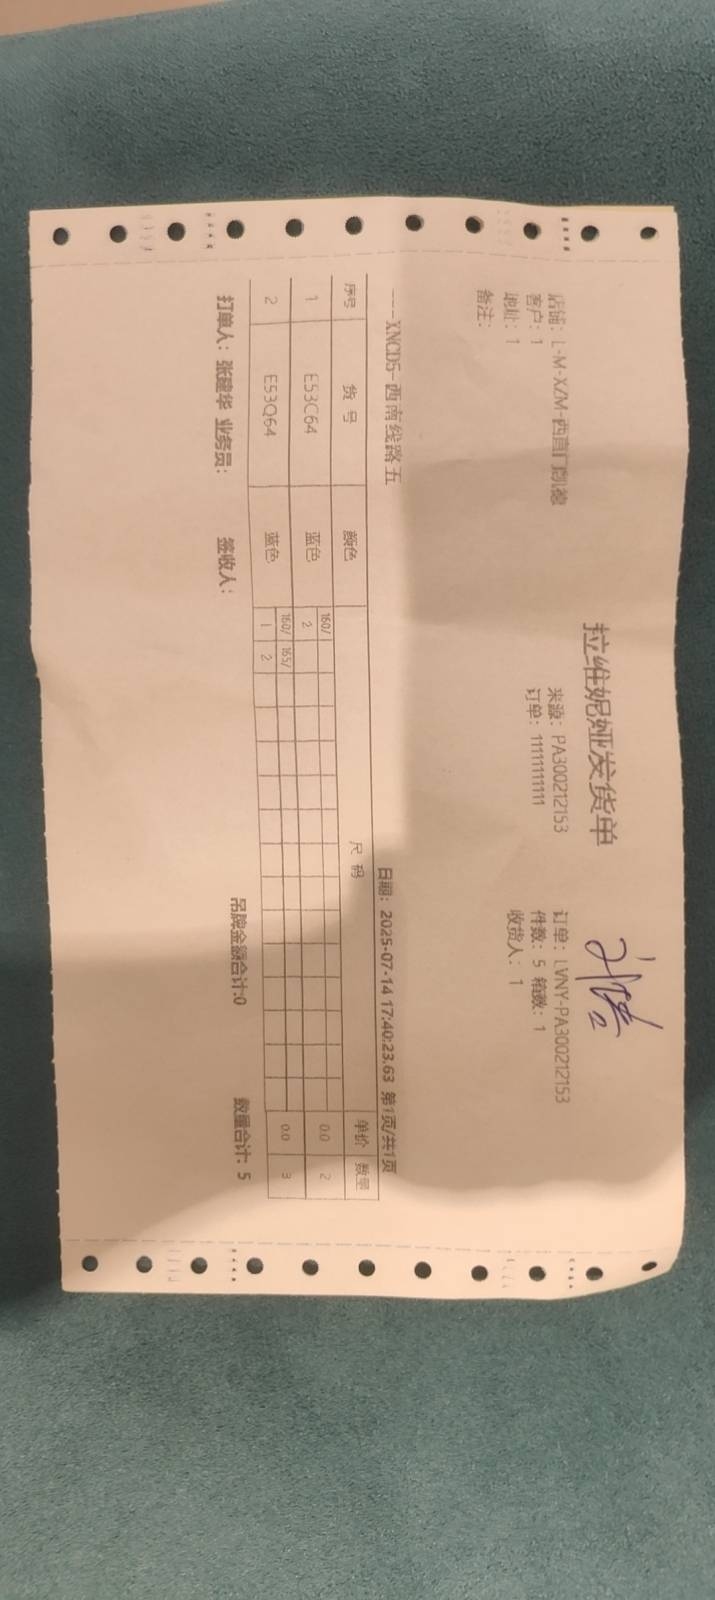 拉维妮娅发货单
店铺：L-M-XZM-西直门凯德 来源：PA300212153 订单：LVNY-PA300212153
客户：1 订单：11111111111 件数：5 箱数：1
地址：1 收货人：1
备注：
---XNCD5-西南线路五 日期：2025-07-14 17:40:23.63 第1页/共1页
序号 货号 颜色 尺码 单价 数量
160/
1 E53C64 蓝色 2 0.0 2
160/ 165/
2 E53Q64 蓝色 1 2 0.0 3
打单人：张建华 业务员： 签收人： 吊牌金额合计:0 数量合计：5